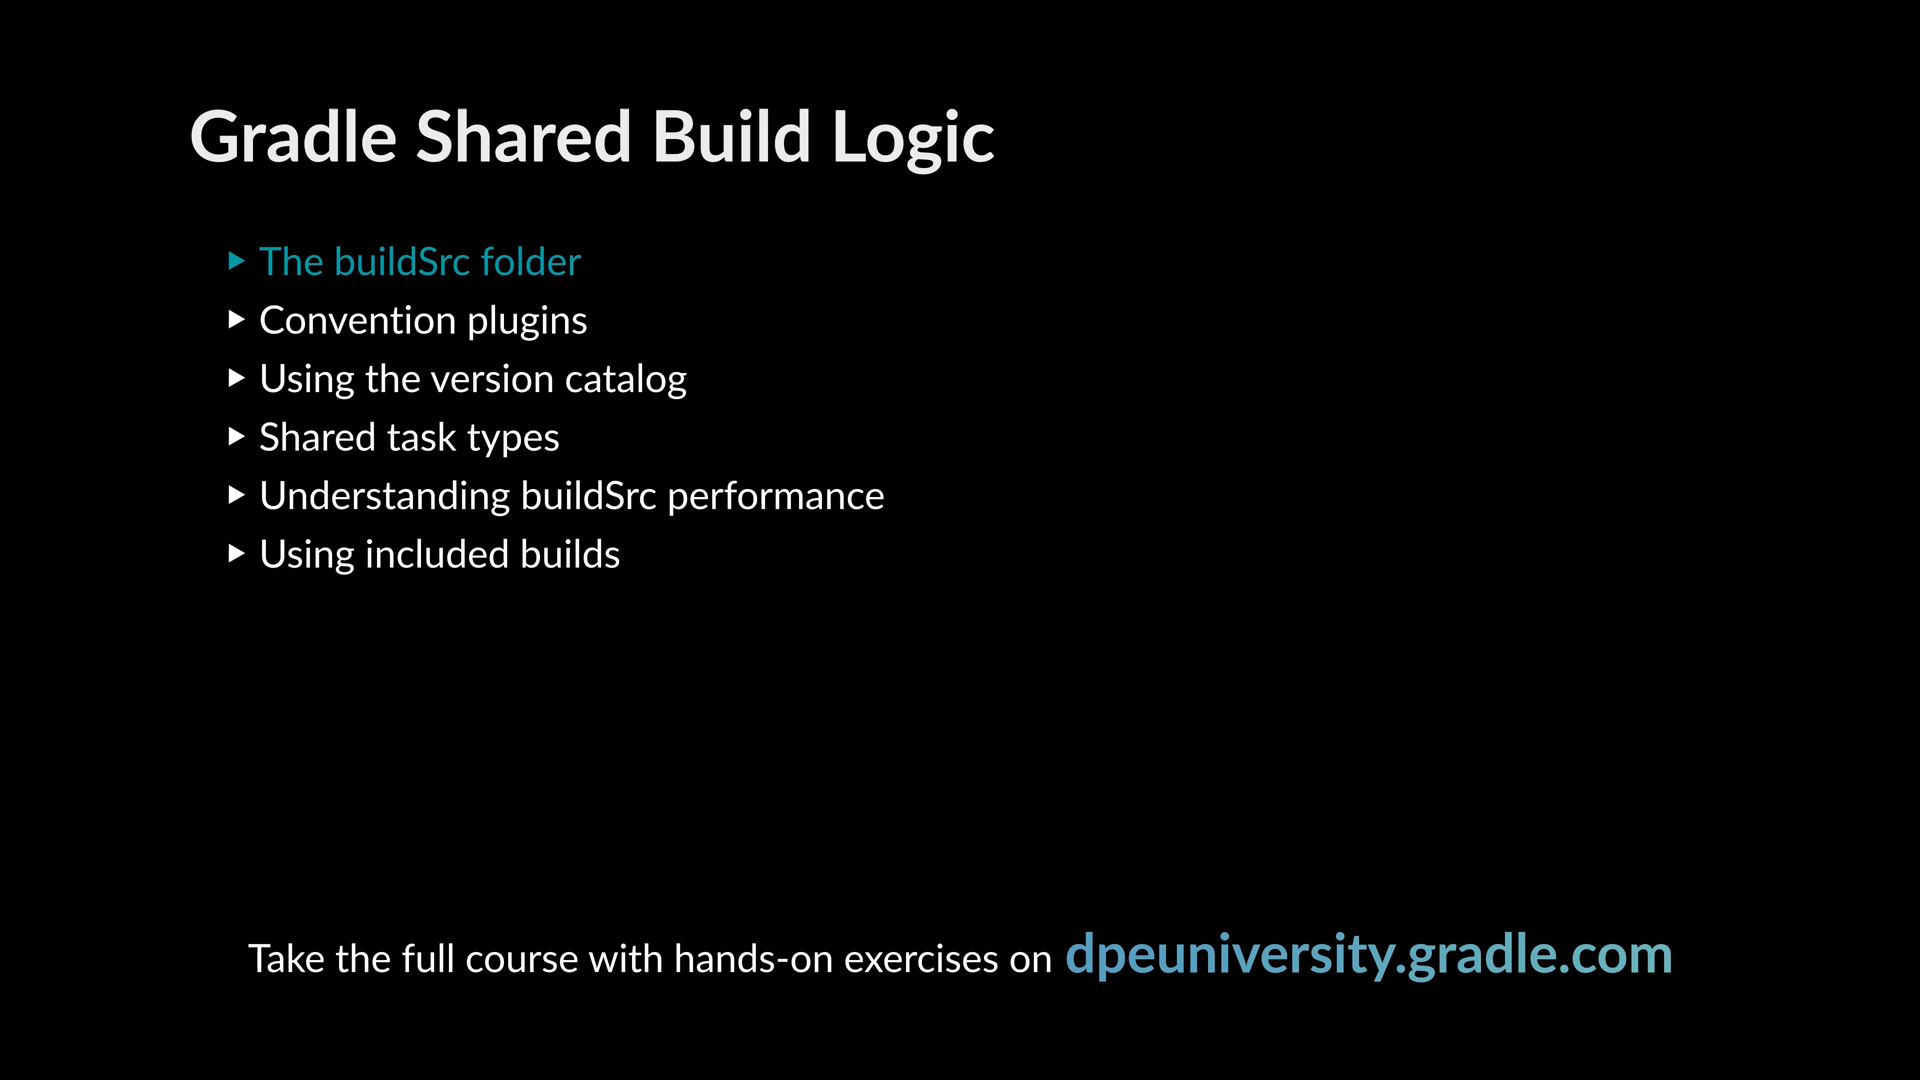 Gradle Shared Build Logic
▶ The buildSrc folder
▶ Convention plugins
▶ Using the version catalog
▶ Shared task types
▶ Understanding buildSrc performance
▶ Using included builds
Take the full course with hands-on exercises on dpeuniversity.gradle.com